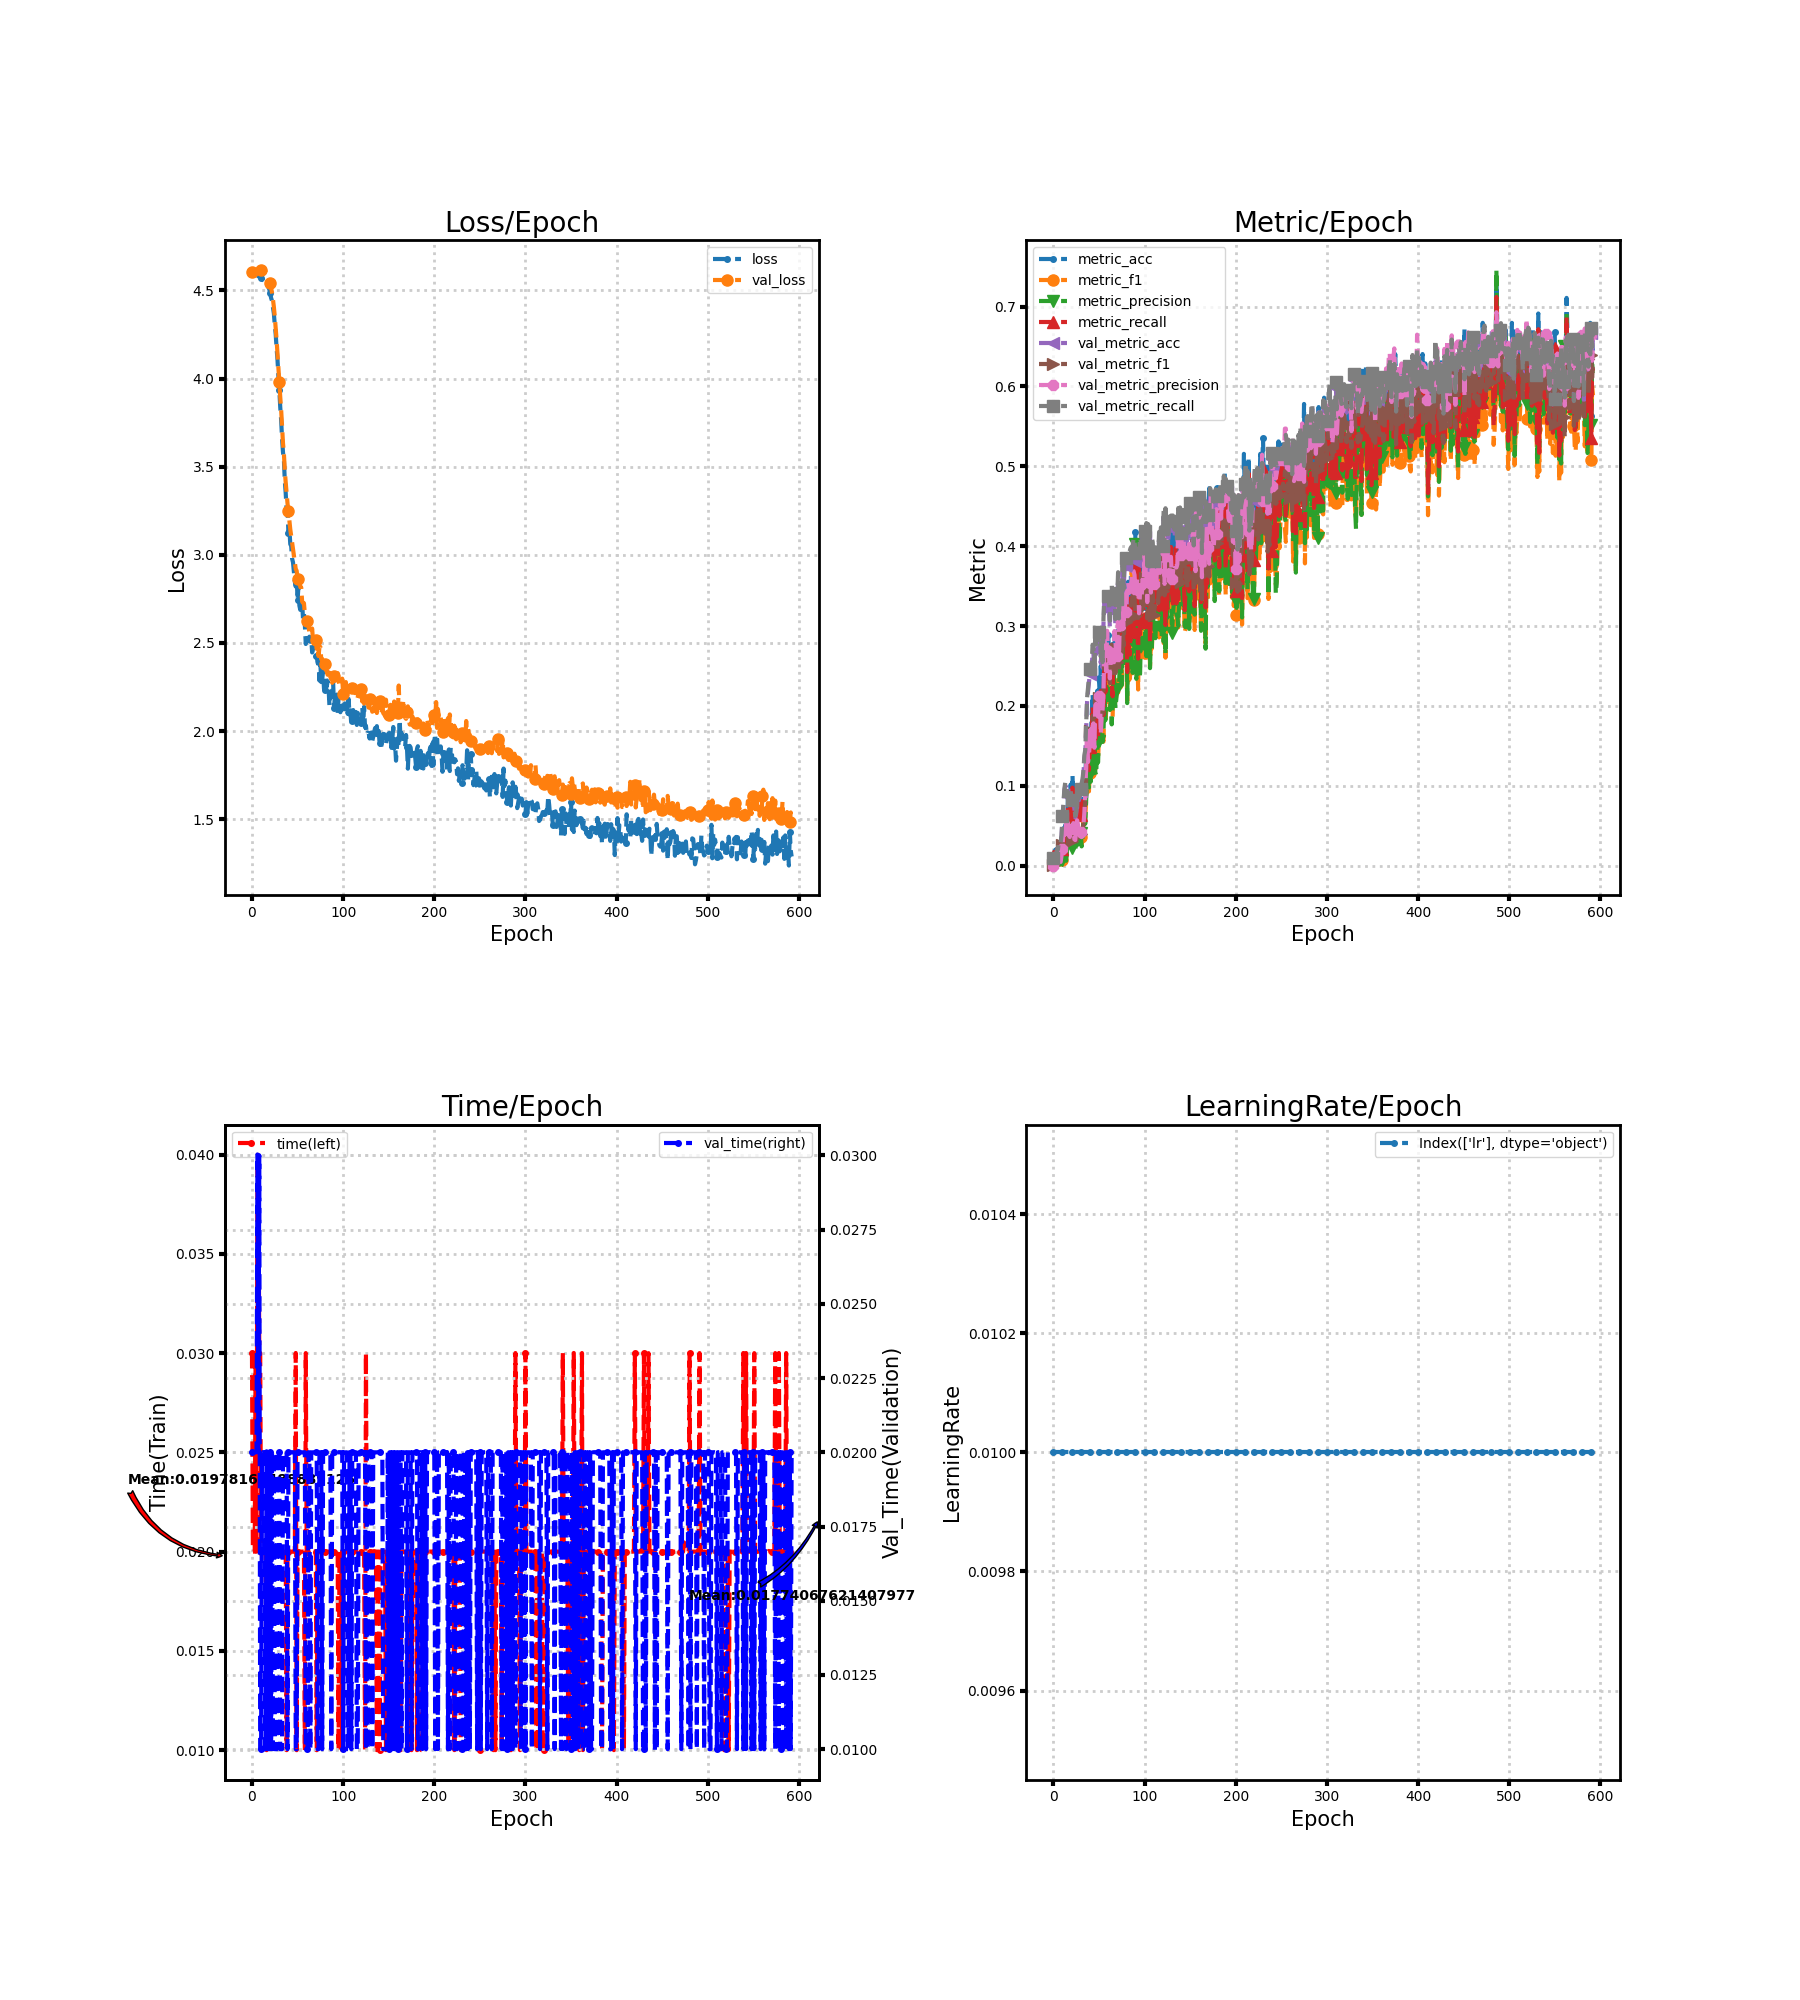 Loss/Epoch
loss
val_loss
4.5
4.0
3.5
3.0
2.5
2.0
1.5
Loss
0 100 200 300 400 500 600
Epoch
Metric/Epoch
metric_acc
metric_f1
metric_precision
metric_recall
val_metric_acc
val_metric_f1
val_metric_precision
val_metric_recall
0.7
0.6
0.5
0.4
0.3
0.2
0.1
0.0
Metric
0 100 200 300 400 500 600
Epoch
Time/Epoch
time(left)
val_time(right)
0.040
0.035
0.030
0.025
0.020
0.015
0.010
Time(Train)
0.0300
0.0275
0.0250
0.0225
0.0200
0.0175
0.0150
0.0125
0.0100
Val_Time(Validation)
Mean:0.01774067621407977
0 100 200 300 400 500 600
Epoch
LearningRate/Epoch
Index(['lr'], dtype='object')
0.0104
0.0102
0.0100
0.0098
0.0096
LearningRate
0 100 200 300 400 500 600
Epoch